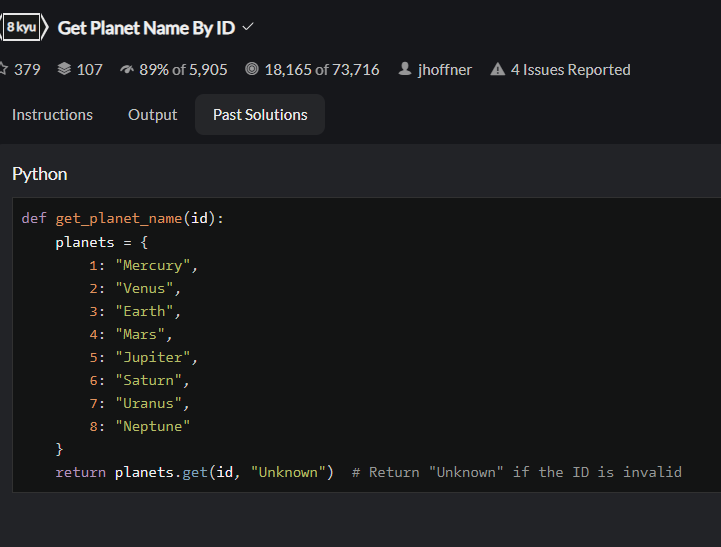 8 kyu Get Planet Name By ID
379 107 89% of 5,905 18,165 of 73,716 jhoffner 4 Issues Reported
Instructions Output Past Solutions
Python
def get_planet_name(id):
    planets = {
        1: "Mercury",
        2: "Venus",
        3: "Earth",
        4: "Mars",
        5: "Jupiter",
        6: "Saturn",
        7: "Uranus",
        8: "Neptune"
    }
    return planets.get(id, "Unknown")  # Return "Unknown" if the ID is invalid